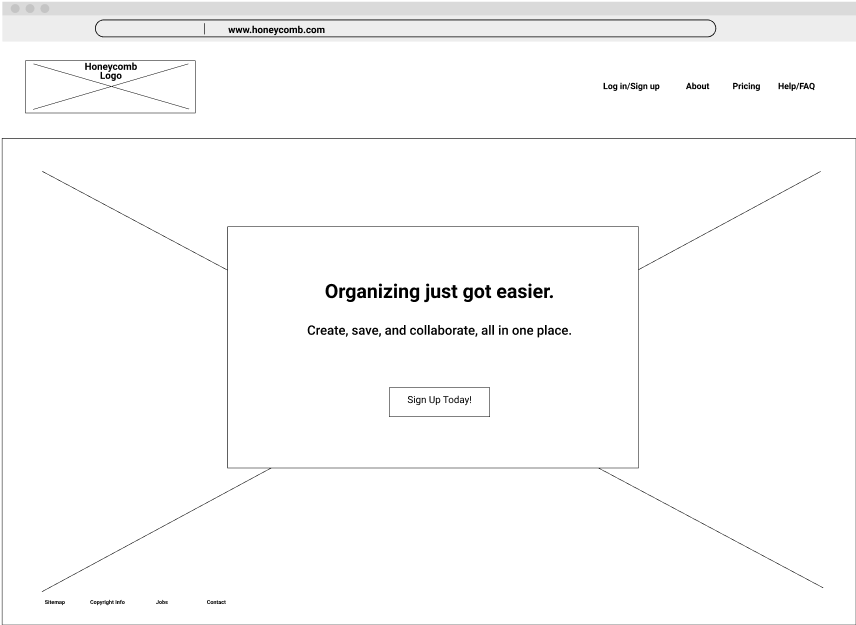 www.honeycomb.com
Honeycomb
Logo
Log in/Sign up About Pricing Help/FAQ
Organizing just got easier.
Create, save, and collaborate, all in one place.
Sign Up Today!
Sitemap Copyright Info Jobs Contact